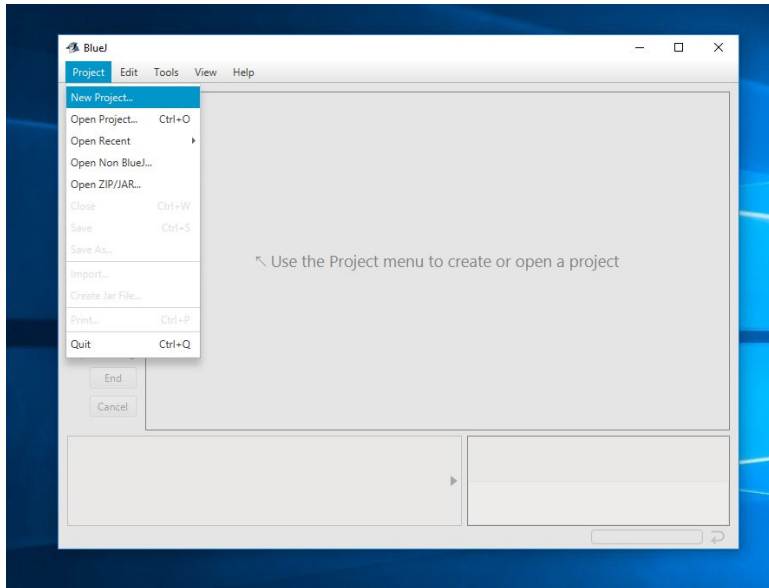 BlueJ
Project Edit Tools View Help
New Project...
Open Project... Ctrl+O
Open Recent
Open Non BlueJ...
Open ZIP/JAR...
Close Ctrl+W
Save Ctrl+S
Save As...
↖ Use the Project menu to create or open a project
Import...
Create Jar File...
Print... Ctrl+P
Quit Ctrl+Q
End
Cancel